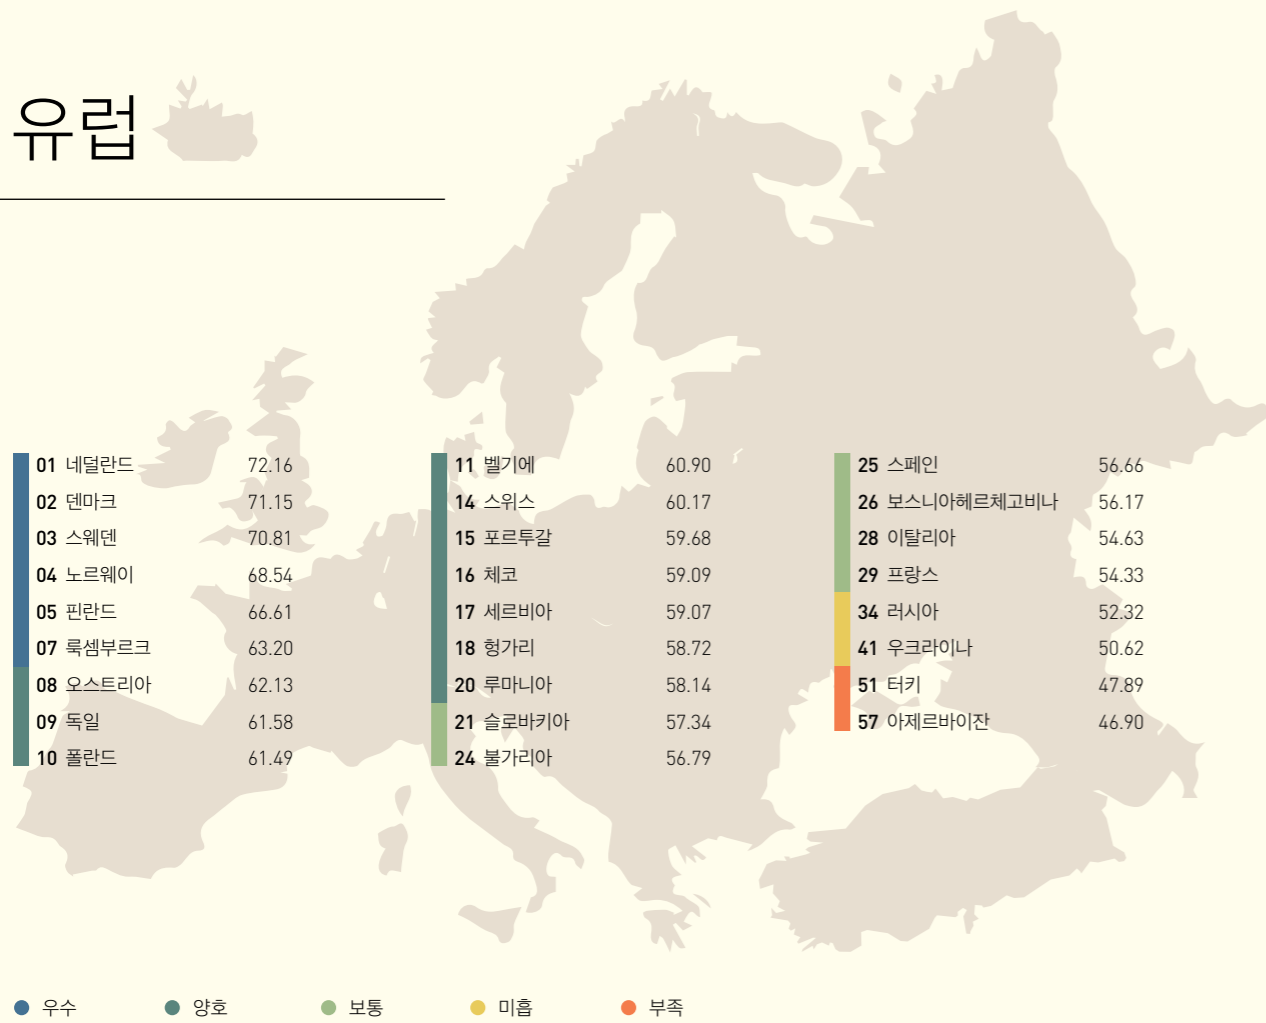 유럽
01 네덜란드 72.16
02 덴마크 71.15
03 스웨덴 70.81
04 노르웨이 68.54
05 핀란드 66.61
07 룩셈부르크 63.20
08 오스트리아 62.13
09 독일 61.58
10 폴란드 61.49
11 벨기에 60.90
14 스위스 60.17
15 포르투갈 59.68
16 체코 59.09
17 세르비아 59.07
18 헝가리 58.72
20 루마니아 58.14
21 슬로바키아 57.34
24 불가리아 56.79
25 스페인 56.66
26 보스니아헤르체고비나 56.17
28 이탈리아 54.63
29 프랑스 54.33
34 러시아 52.32
41 우크라이나 50.62
51 터키 47.89
57 아제르바이잔 46.90
우수 양호 보통 미흡 부족